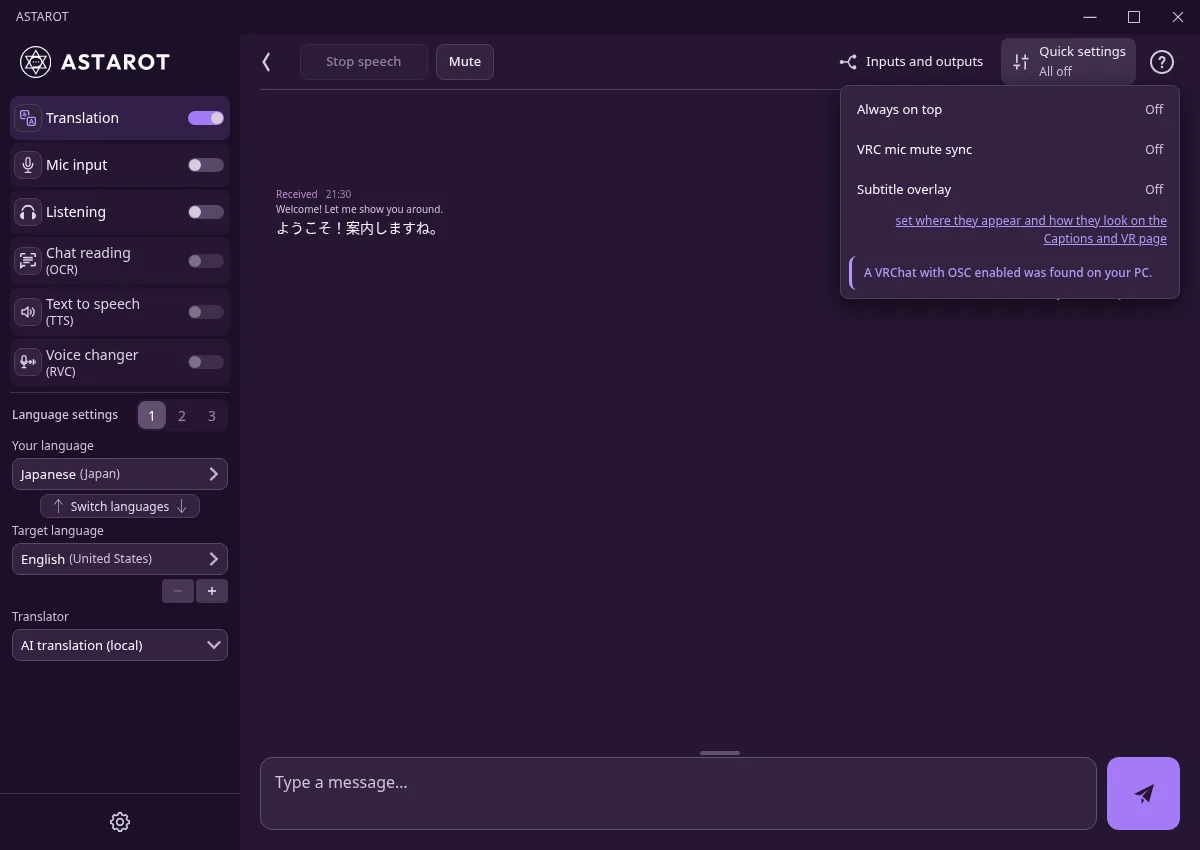 ASTAROT
ASTAROT
Translation
Mic input
Listening
Chat reading
(OCR)
Text to speech
(TTS)
Voice changer
(RVC)
Language settings 1 2 3
Your language
Japanese (Japan)
Switch languages
Target language
English (United States)
− +
Translator
AI translation (local)
Stop speech
Mute
Inputs and outputs
Quick settings
All off
?
Always on top Off
VRC mic mute sync Off
Subtitle overlay Off
set where they appear and how they look on the
Captions and VR page
A VRChat with OSC enabled was found on your PC.
Received 21:30
Welcome! Let me show you around.
ようこそ！案内しますね。
Type a message...